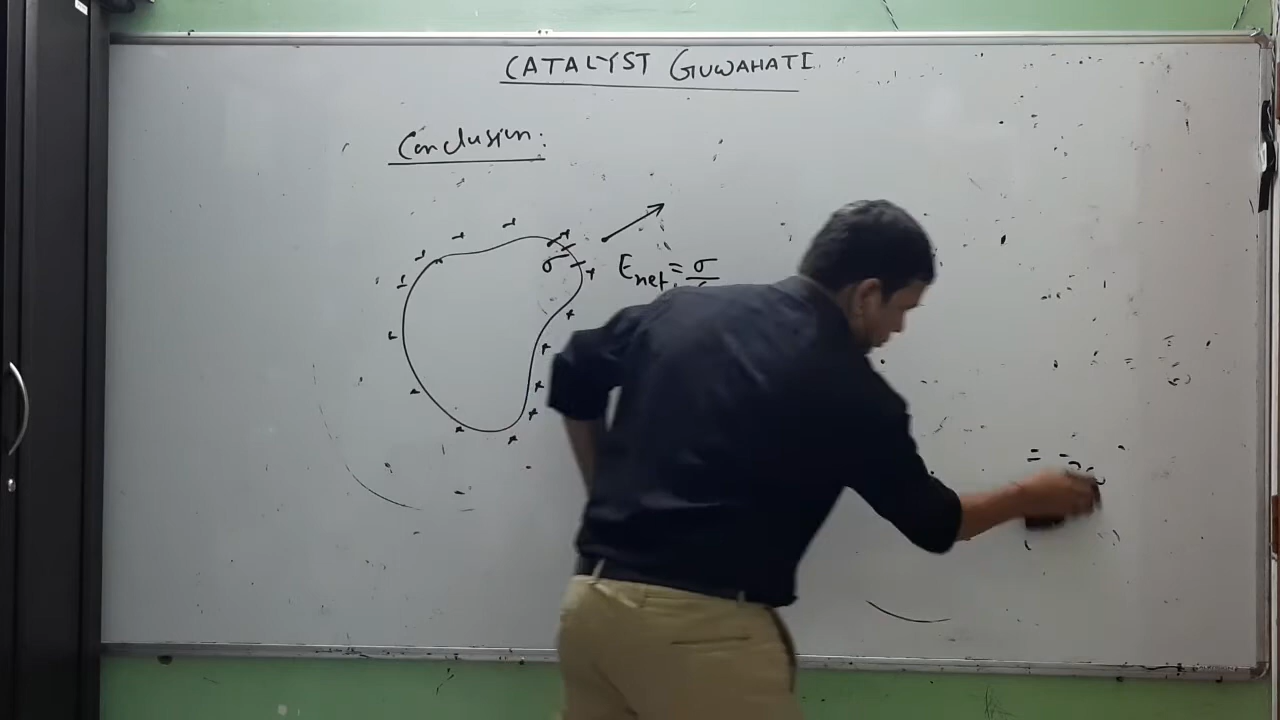 CATALYST GUWAHATI
Conclusion:
σ
E_net = σ